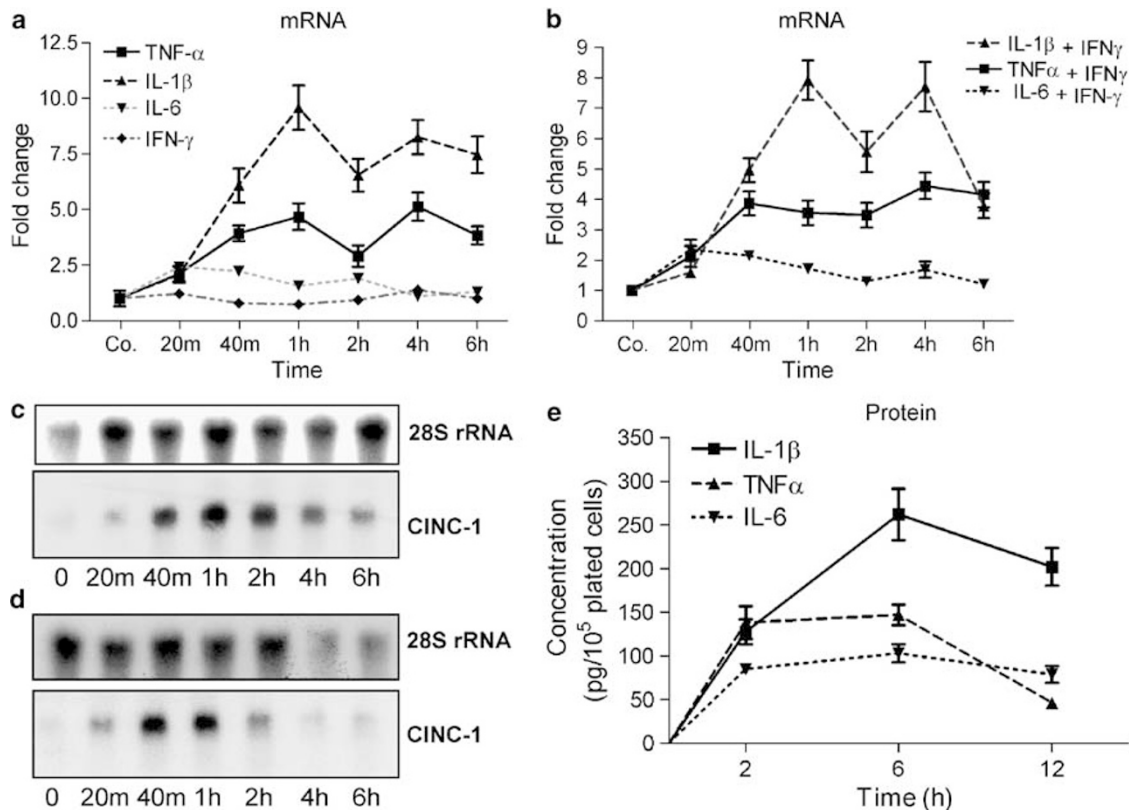 a
mRNA
12.5
10.0
7.5
5.0
2.5
0.0
Fold change
TNF-α
IL-1β
IL-6
IFN-γ
Co. 20m 40m 1h 2h 4h 6h
Time
b
mRNA
9
8
7
6
5
4
3
2
1
0
Fold change
IL-1β + IFNγ
TNFα + IFNγ
IL-6 + IFN-γ
Co. 20m 40m 1h 2h 4h 6h
Time
c
28S rRNA
CINC-1
0 20m 40m 1h 2h 4h 6h
d
28S rRNA
CINC-1
0 20m 40m 1h 2h 4h 6h
e
Protein
350
300
250
200
150
100
50
0
Concentration
(pg/10⁵ plated cells)
IL-1β
TNFα
IL-6
2 6 12
Time (h)